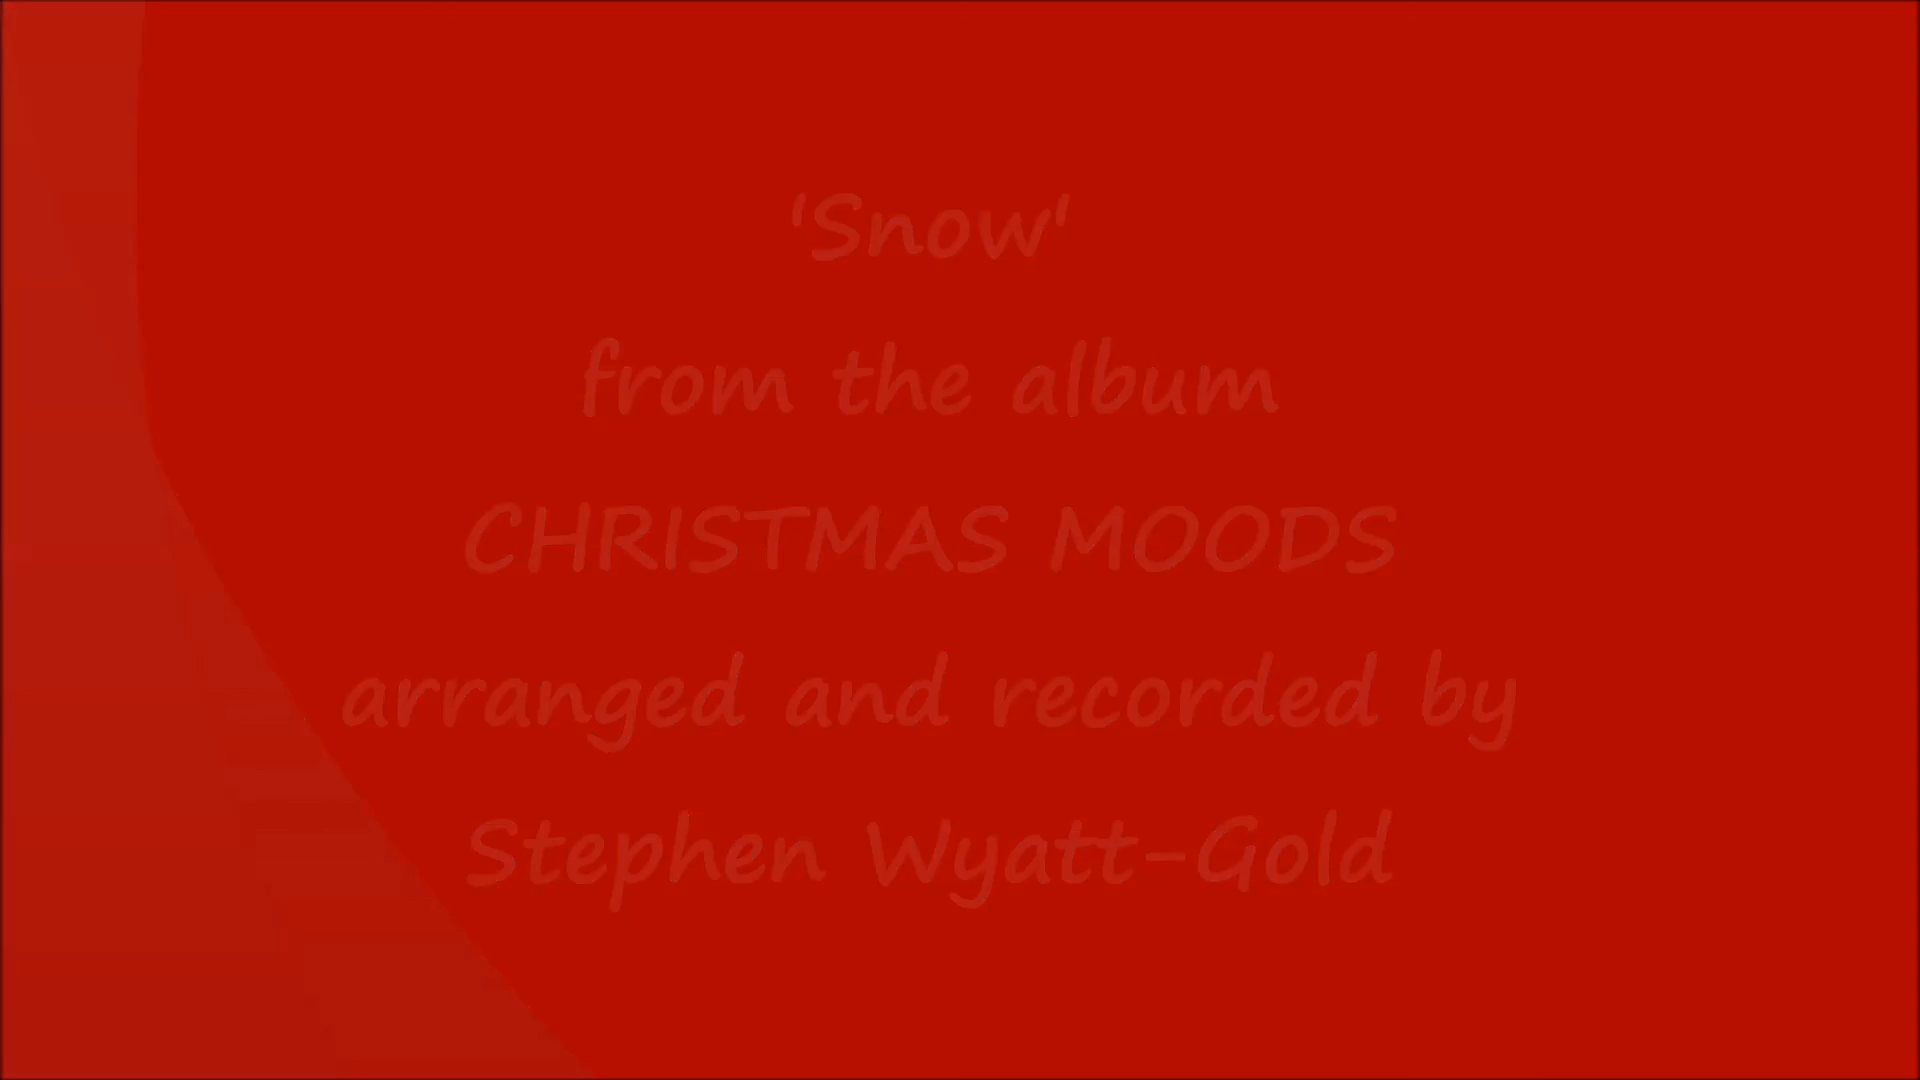 'Snow'
from the album
CHRISTMAS MOODS
arranged and recorded by
Stephen Wyatt-Gold